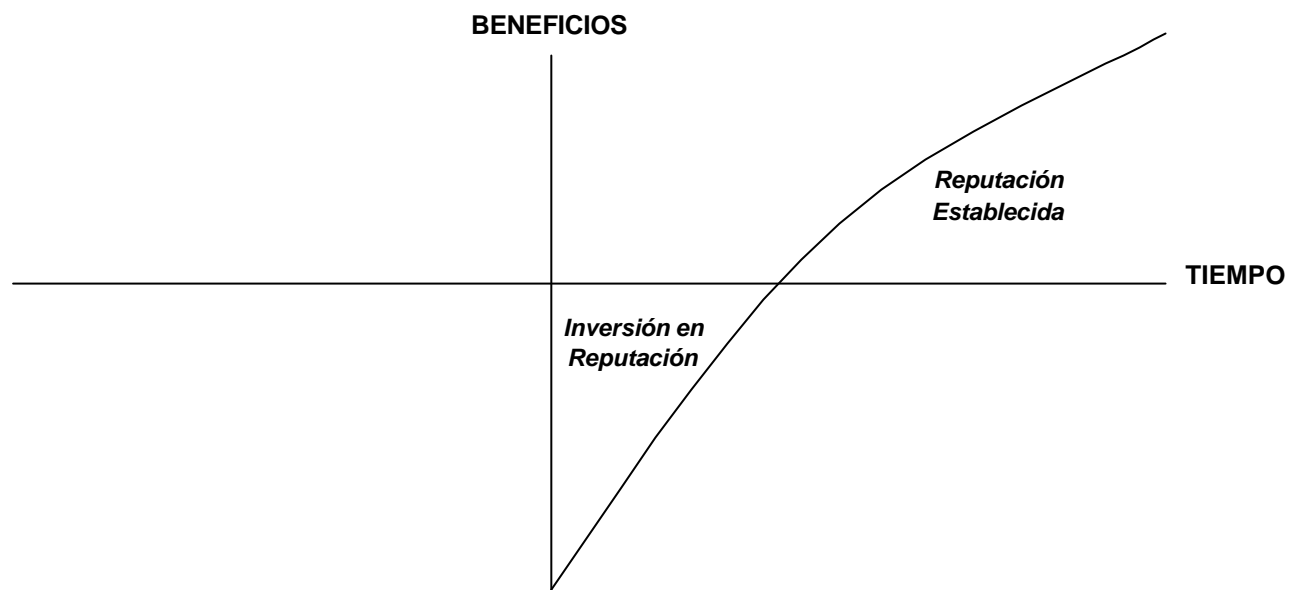 BENEFICIOS
Reputación
Establecida
TIEMPO
Inversión en
Reputación